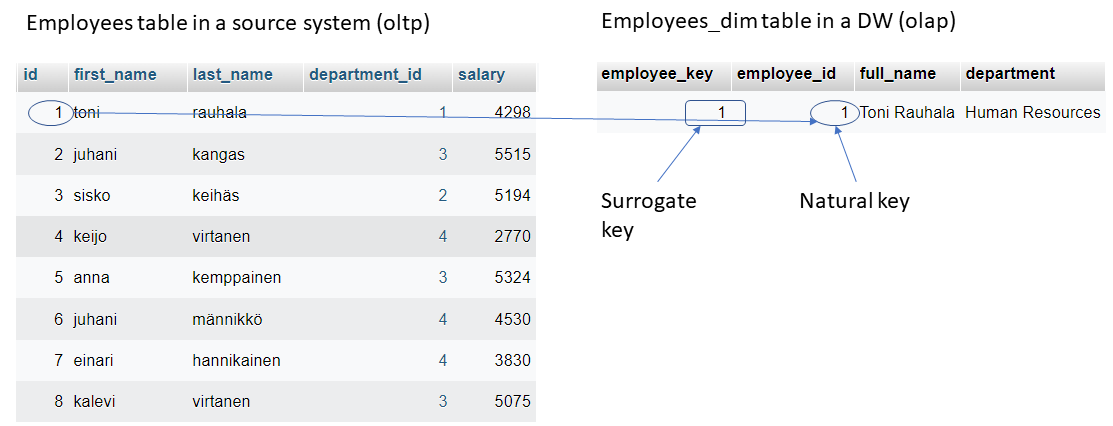 Employees table in a source system (oltp)
Employees_dim table in a DW (olap)
id first_name last_name department_id salary
1 toni rauhala 1 4298
2 juhani kangas 3 5515
3 sisko keihäs 2 5194
4 keijo virtanen 4 2770
5 anna kemppainen 3 5324
6 juhani männikkö 4 4530
7 einari hannikainen 4 3830
8 kalevi virtanen 3 5075
employee_key employee_id full_name department
1 1 Toni Rauhala Human Resources
Surrogate
key
Natural key